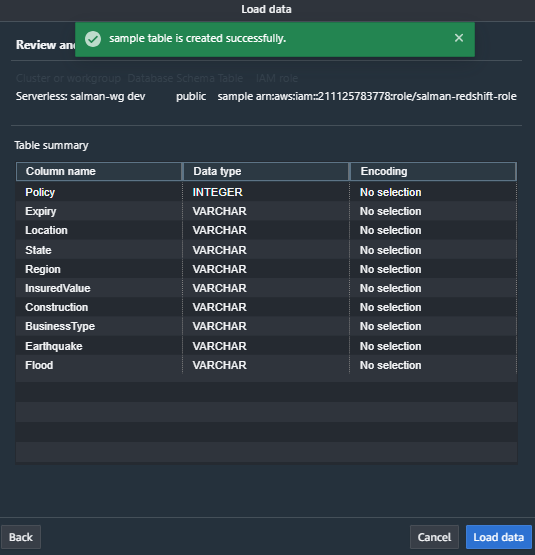 Load data
sample table is created successfully.
Review and
Cluster or workgroup Database Schema Table IAM role
Serverless: salman-wg dev public sample arn:aws:iam::211125783778:role/salman-redshift-role
Table summary
Column name Data type Encoding
Policy INTEGER No selection
Expiry VARCHAR No selection
Location VARCHAR No selection
State VARCHAR No selection
Region VARCHAR No selection
InsuredValue VARCHAR No selection
Construction VARCHAR No selection
BusinessType VARCHAR No selection
Earthquake VARCHAR No selection
Flood VARCHAR No selection
Back Cancel Load data